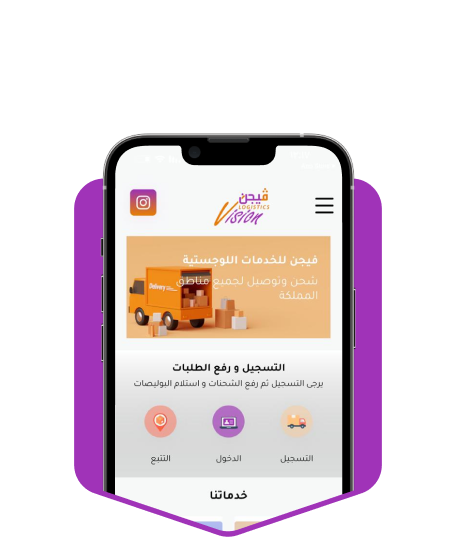 ڤيجن
LOGISTICS
Vision
فيجن للخدمات اللوجستية
شحن وتوصيل لجميع مناطق
المملكة
Delivery
التسجيل و رفع الطلبات
يرجى التسجيل ثم رفع الشحنات و استلام البوليصات
التسجيل
الدخول
التتبع
خدماتنا